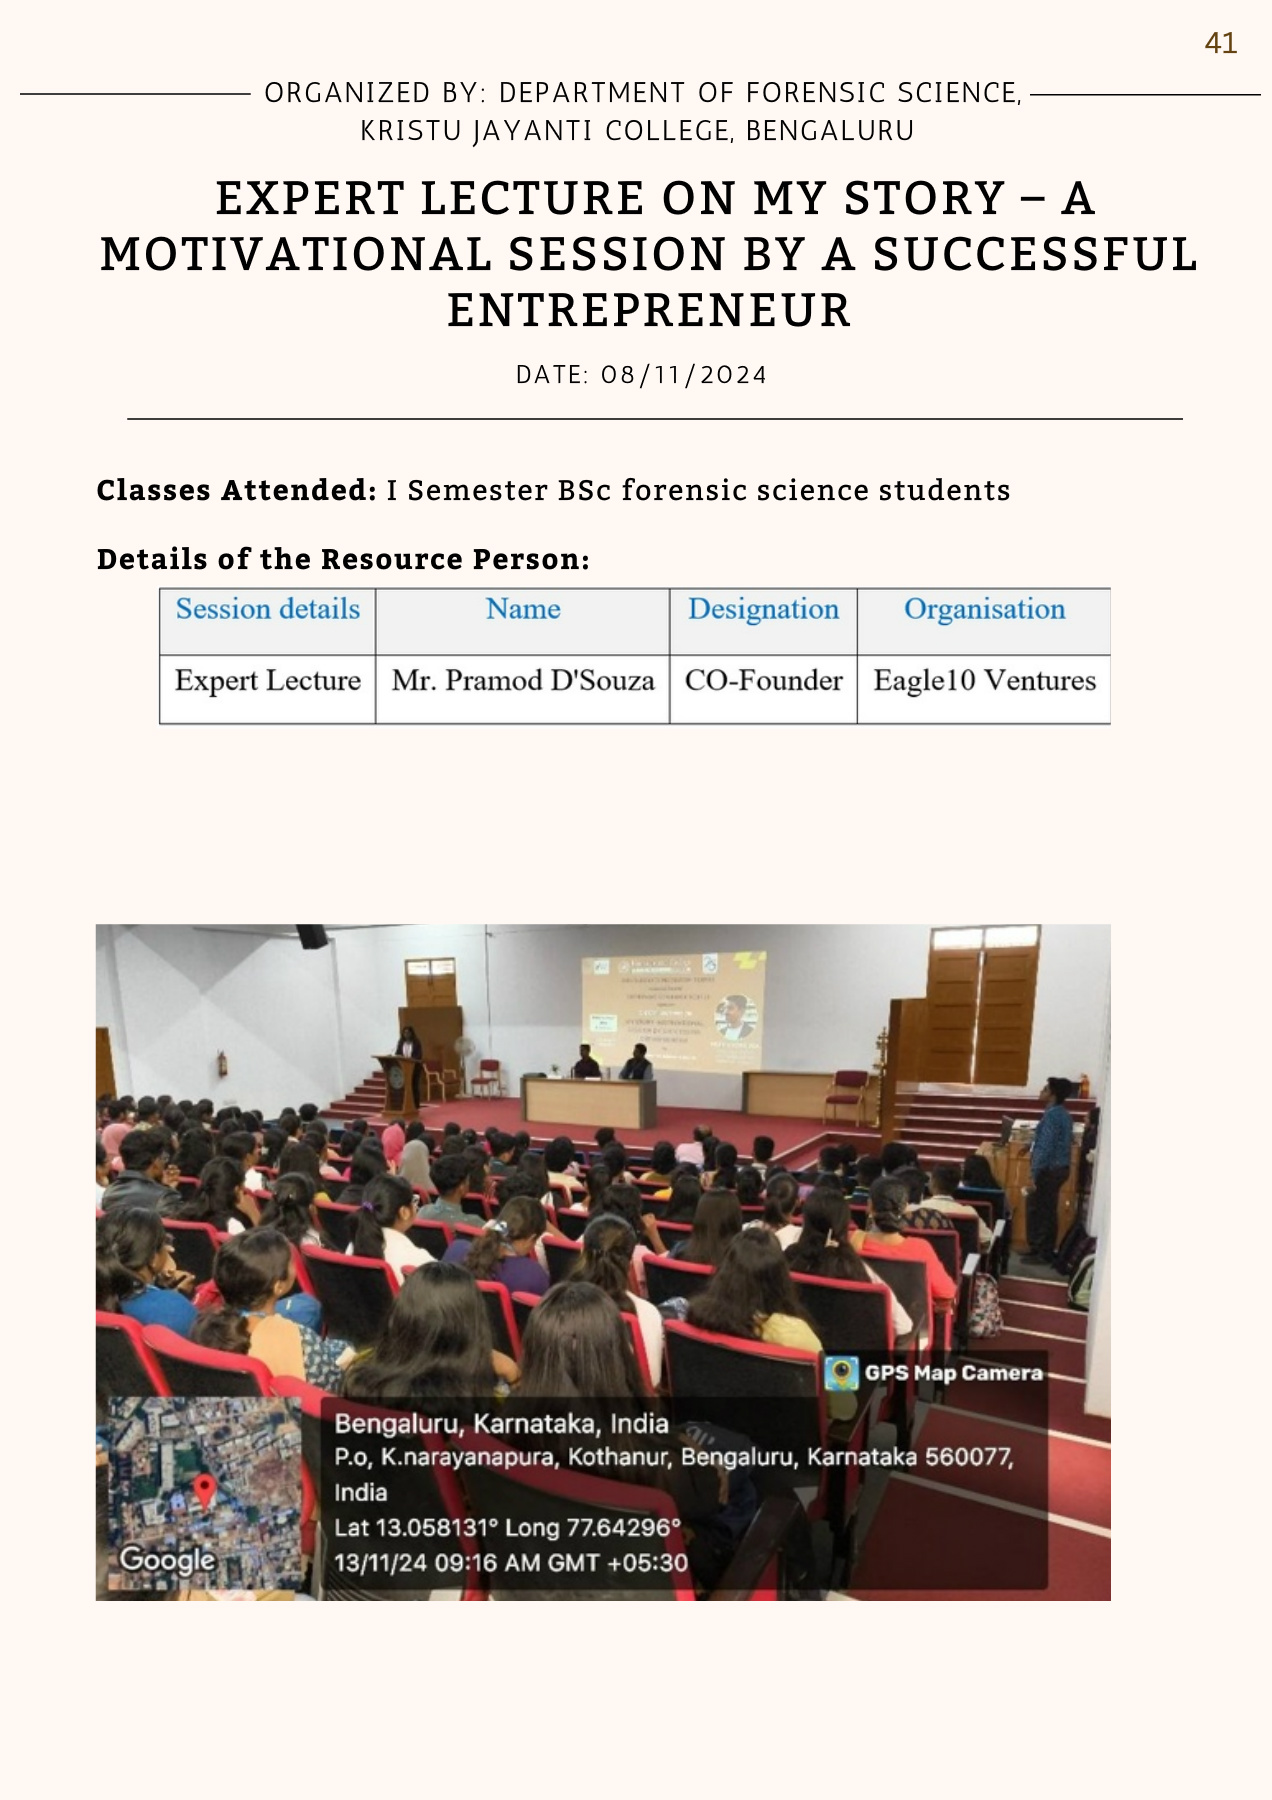 41
ORGANIZED BY: DEPARTMENT OF FORENSIC SCIENCE,
KRISTU JAYANTI COLLEGE, BENGALURU
EXPERT LECTURE ON MY STORY – A
MOTIVATIONAL SESSION BY A SUCCESSFUL
ENTREPRENEUR
DATE: 08/11/2024
Classes Attended: I Semester BSc forensic science students
Details of the Resource Person:
Session details Name Designation Organisation
Expert Lecture Mr. Pramod D'Souza CO-Founder Eagle10 Ventures
GPS Map Camera
Bengaluru, Karnataka, India
P.o, K.narayanapura, Kothanur, Bengaluru, Karnataka 560077,
India
Lat 13.058131° Long 77.64296°
13/11/24 09:16 AM GMT +05:30
Google